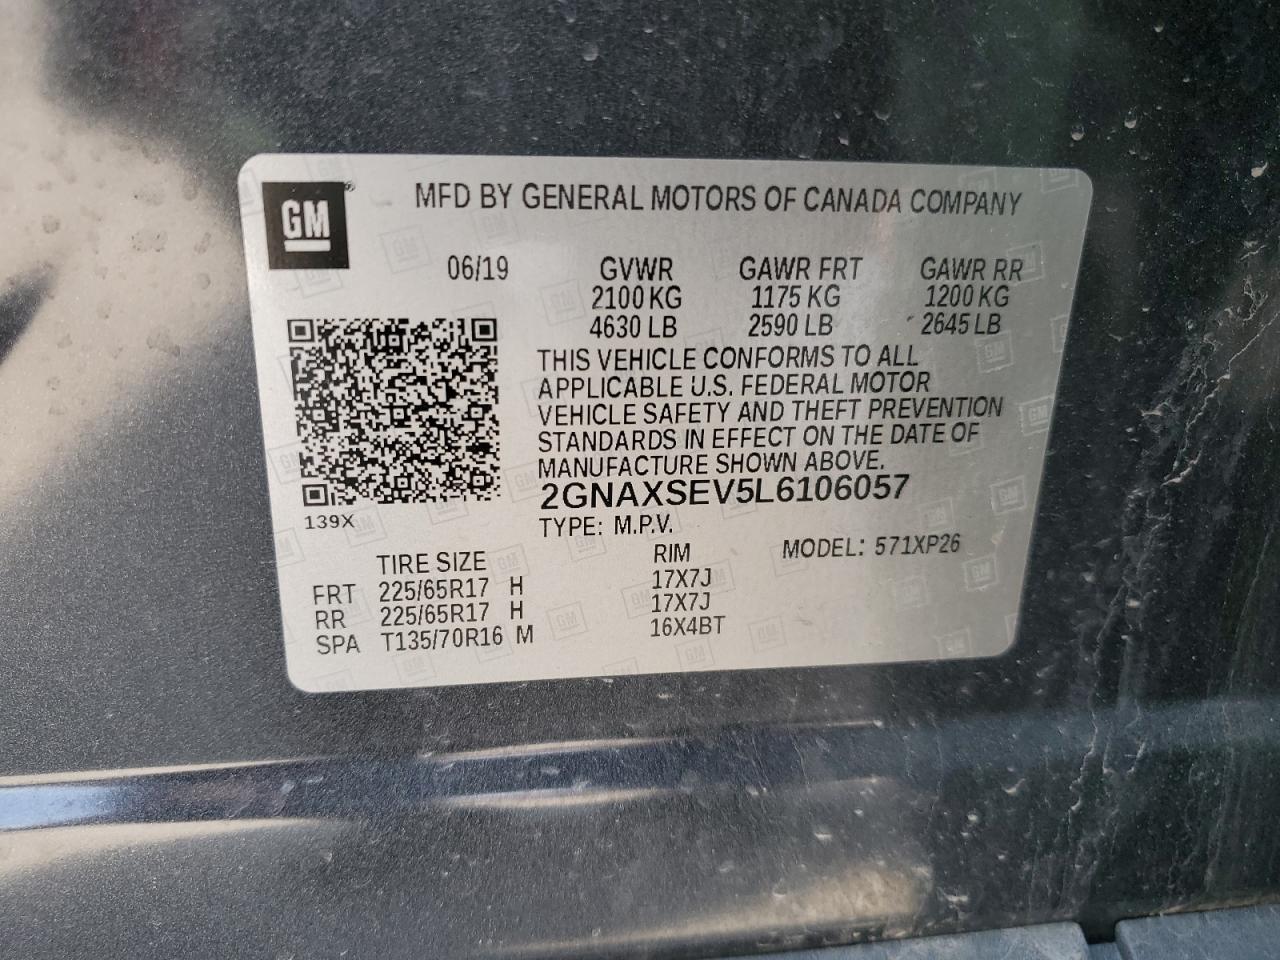 GM
MFD BY GENERAL MOTORS OF CANADA COMPANY
06/19 GVWR GAWR FRT GAWR RR
2100 KG 1175 KG 1200 KG
4630 LB 2590 LB 2645 LB
THIS VEHICLE CONFORMS TO ALL
APPLICABLE U.S. FEDERAL MOTOR
VEHICLE SAFETY AND THEFT PREVENTION
STANDARDS IN EFFECT ON THE DATE OF
MANUFACTURE SHOWN ABOVE.
2GNAXSEV5L6106057
139X
TYPE: M.P.V.
MODEL: 571XP26
TIRE SIZE RIM
FRT 225/65R17 H 17X7J
RR 225/65R17 H 17X7J
SPA T135/70R16 M 16X4BT